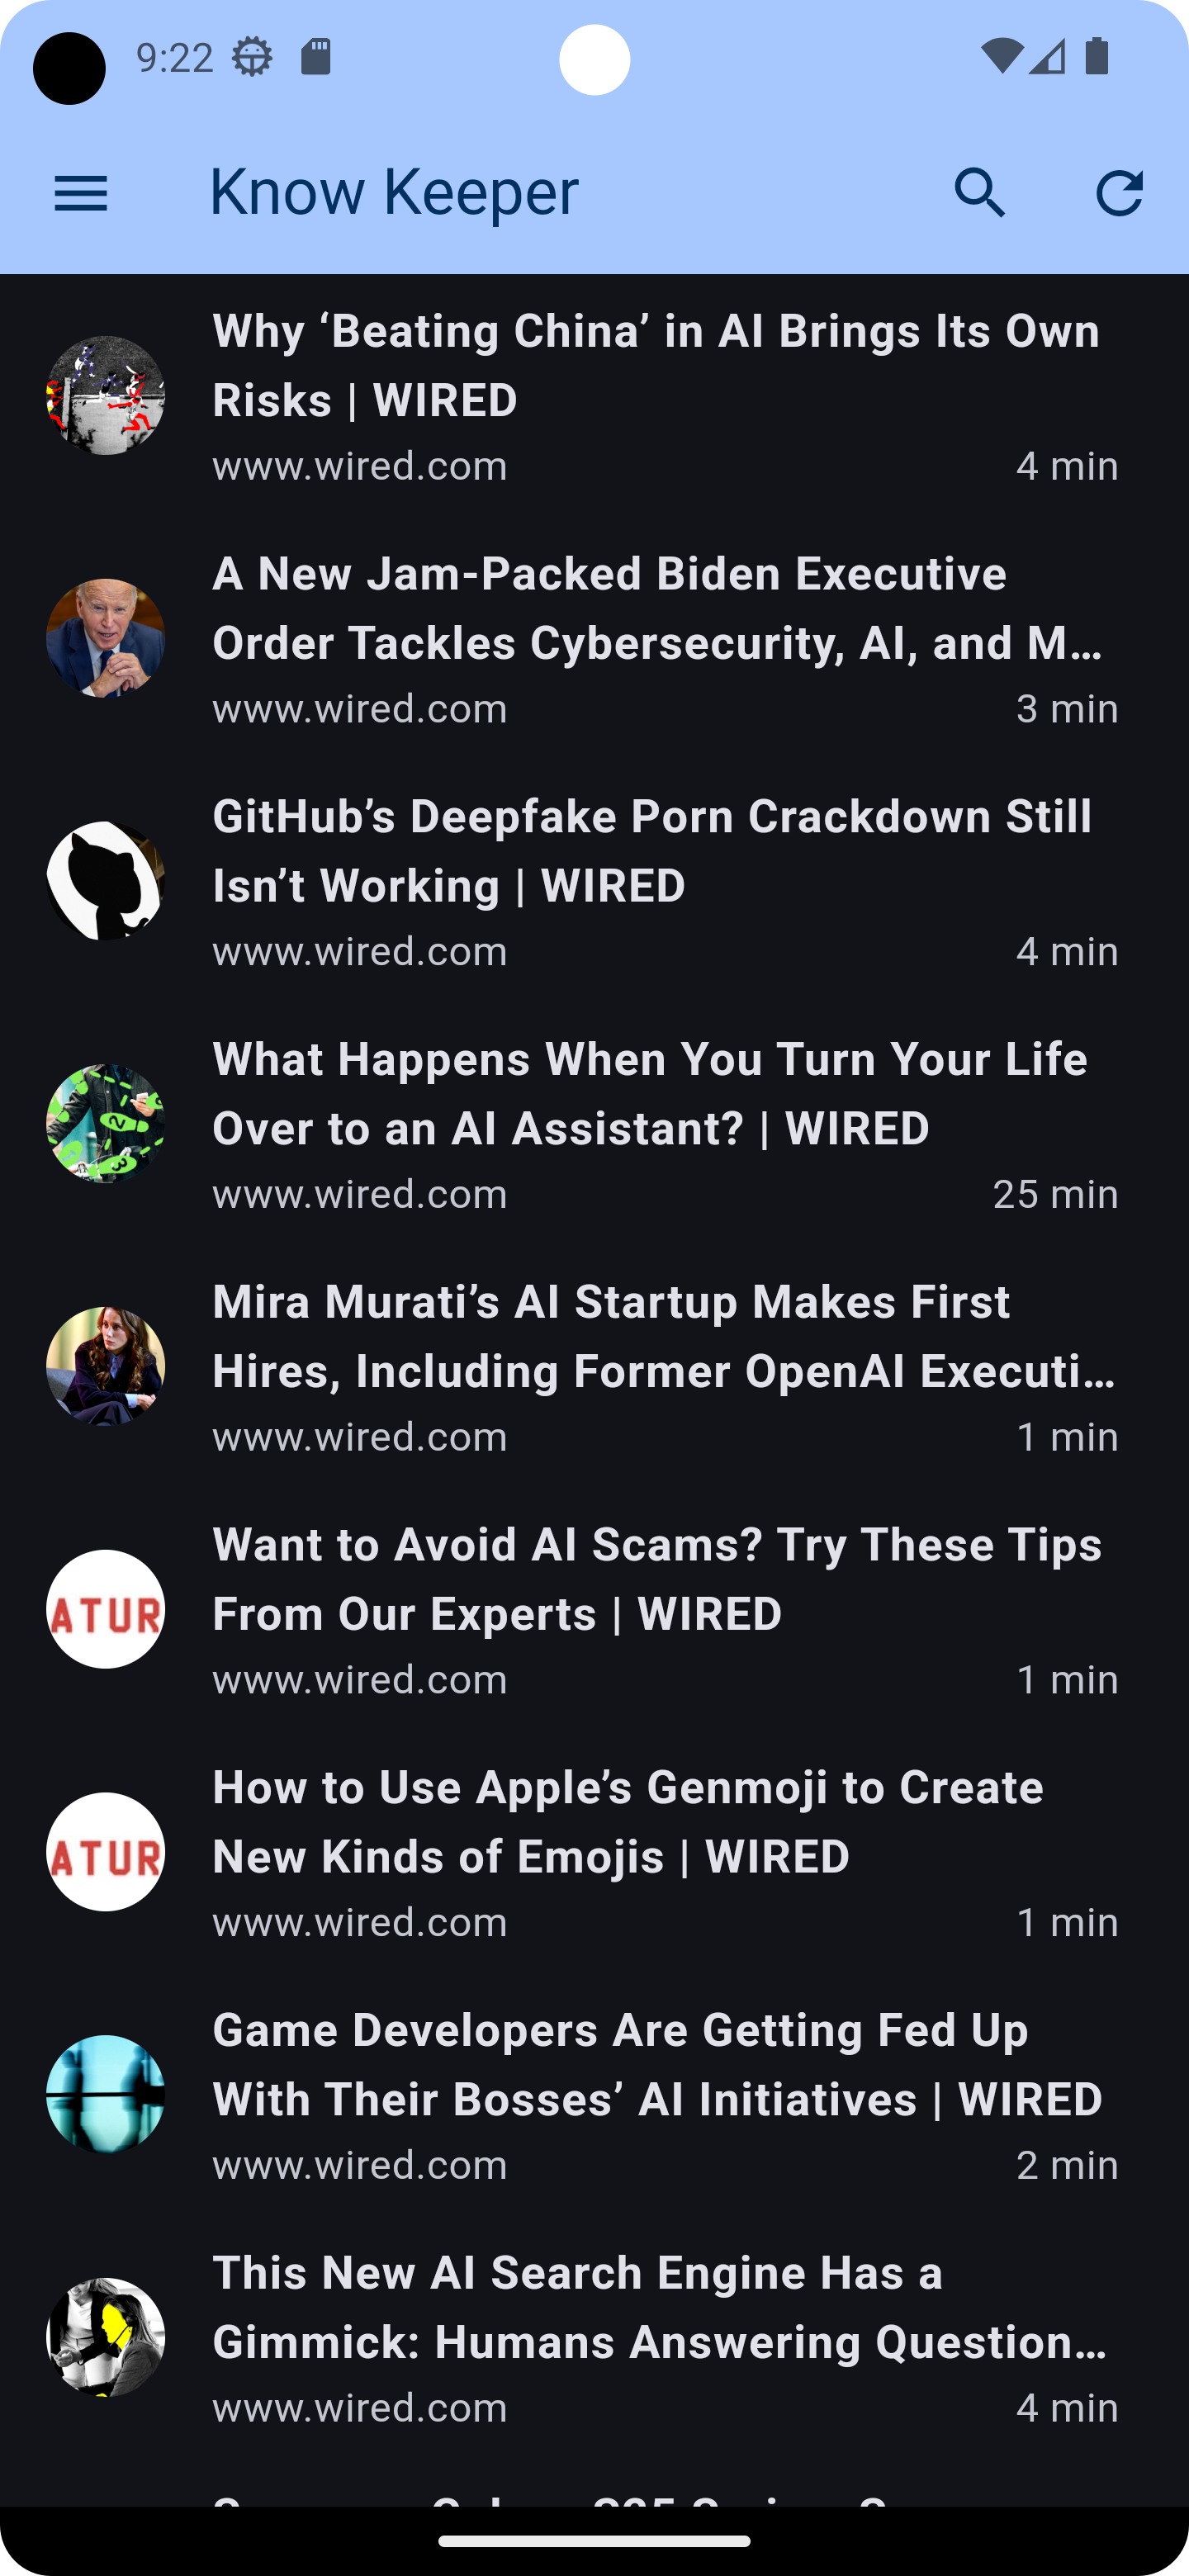 9:22
Know Keeper
Why ‘Beating China’ in AI Brings Its Own
Risks | WIRED
www.wired.com
4 min
A New Jam-Packed Biden Executive
Order Tackles Cybersecurity, AI, and M…
www.wired.com
3 min
GitHub’s Deepfake Porn Crackdown Still
Isn’t Working | WIRED
www.wired.com
4 min
What Happens When You Turn Your Life
Over to an AI Assistant? | WIRED
www.wired.com
25 min
Mira Murati’s AI Startup Makes First
Hires, Including Former OpenAI Executi…
www.wired.com
1 min
ATUR
Want to Avoid AI Scams? Try These Tips
From Our Experts | WIRED
www.wired.com
1 min
ATUR
How to Use Apple’s Genmoji to Create
New Kinds of Emojis | WIRED
www.wired.com
1 min
Game Developers Are Getting Fed Up
With Their Bosses’ AI Initiatives | WIRED
www.wired.com
2 min
This New AI Search Engine Has a
Gimmick: Humans Answering Question…
www.wired.com
4 min